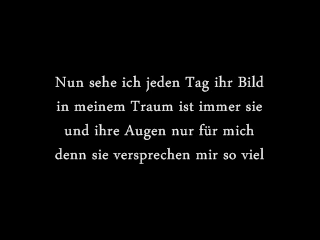 Nun sehe ich jeden Tag ihr Bild
in meinem Traum ist immer sie
und ihre Augen nur für mich
denn sie versprechen mir so viel